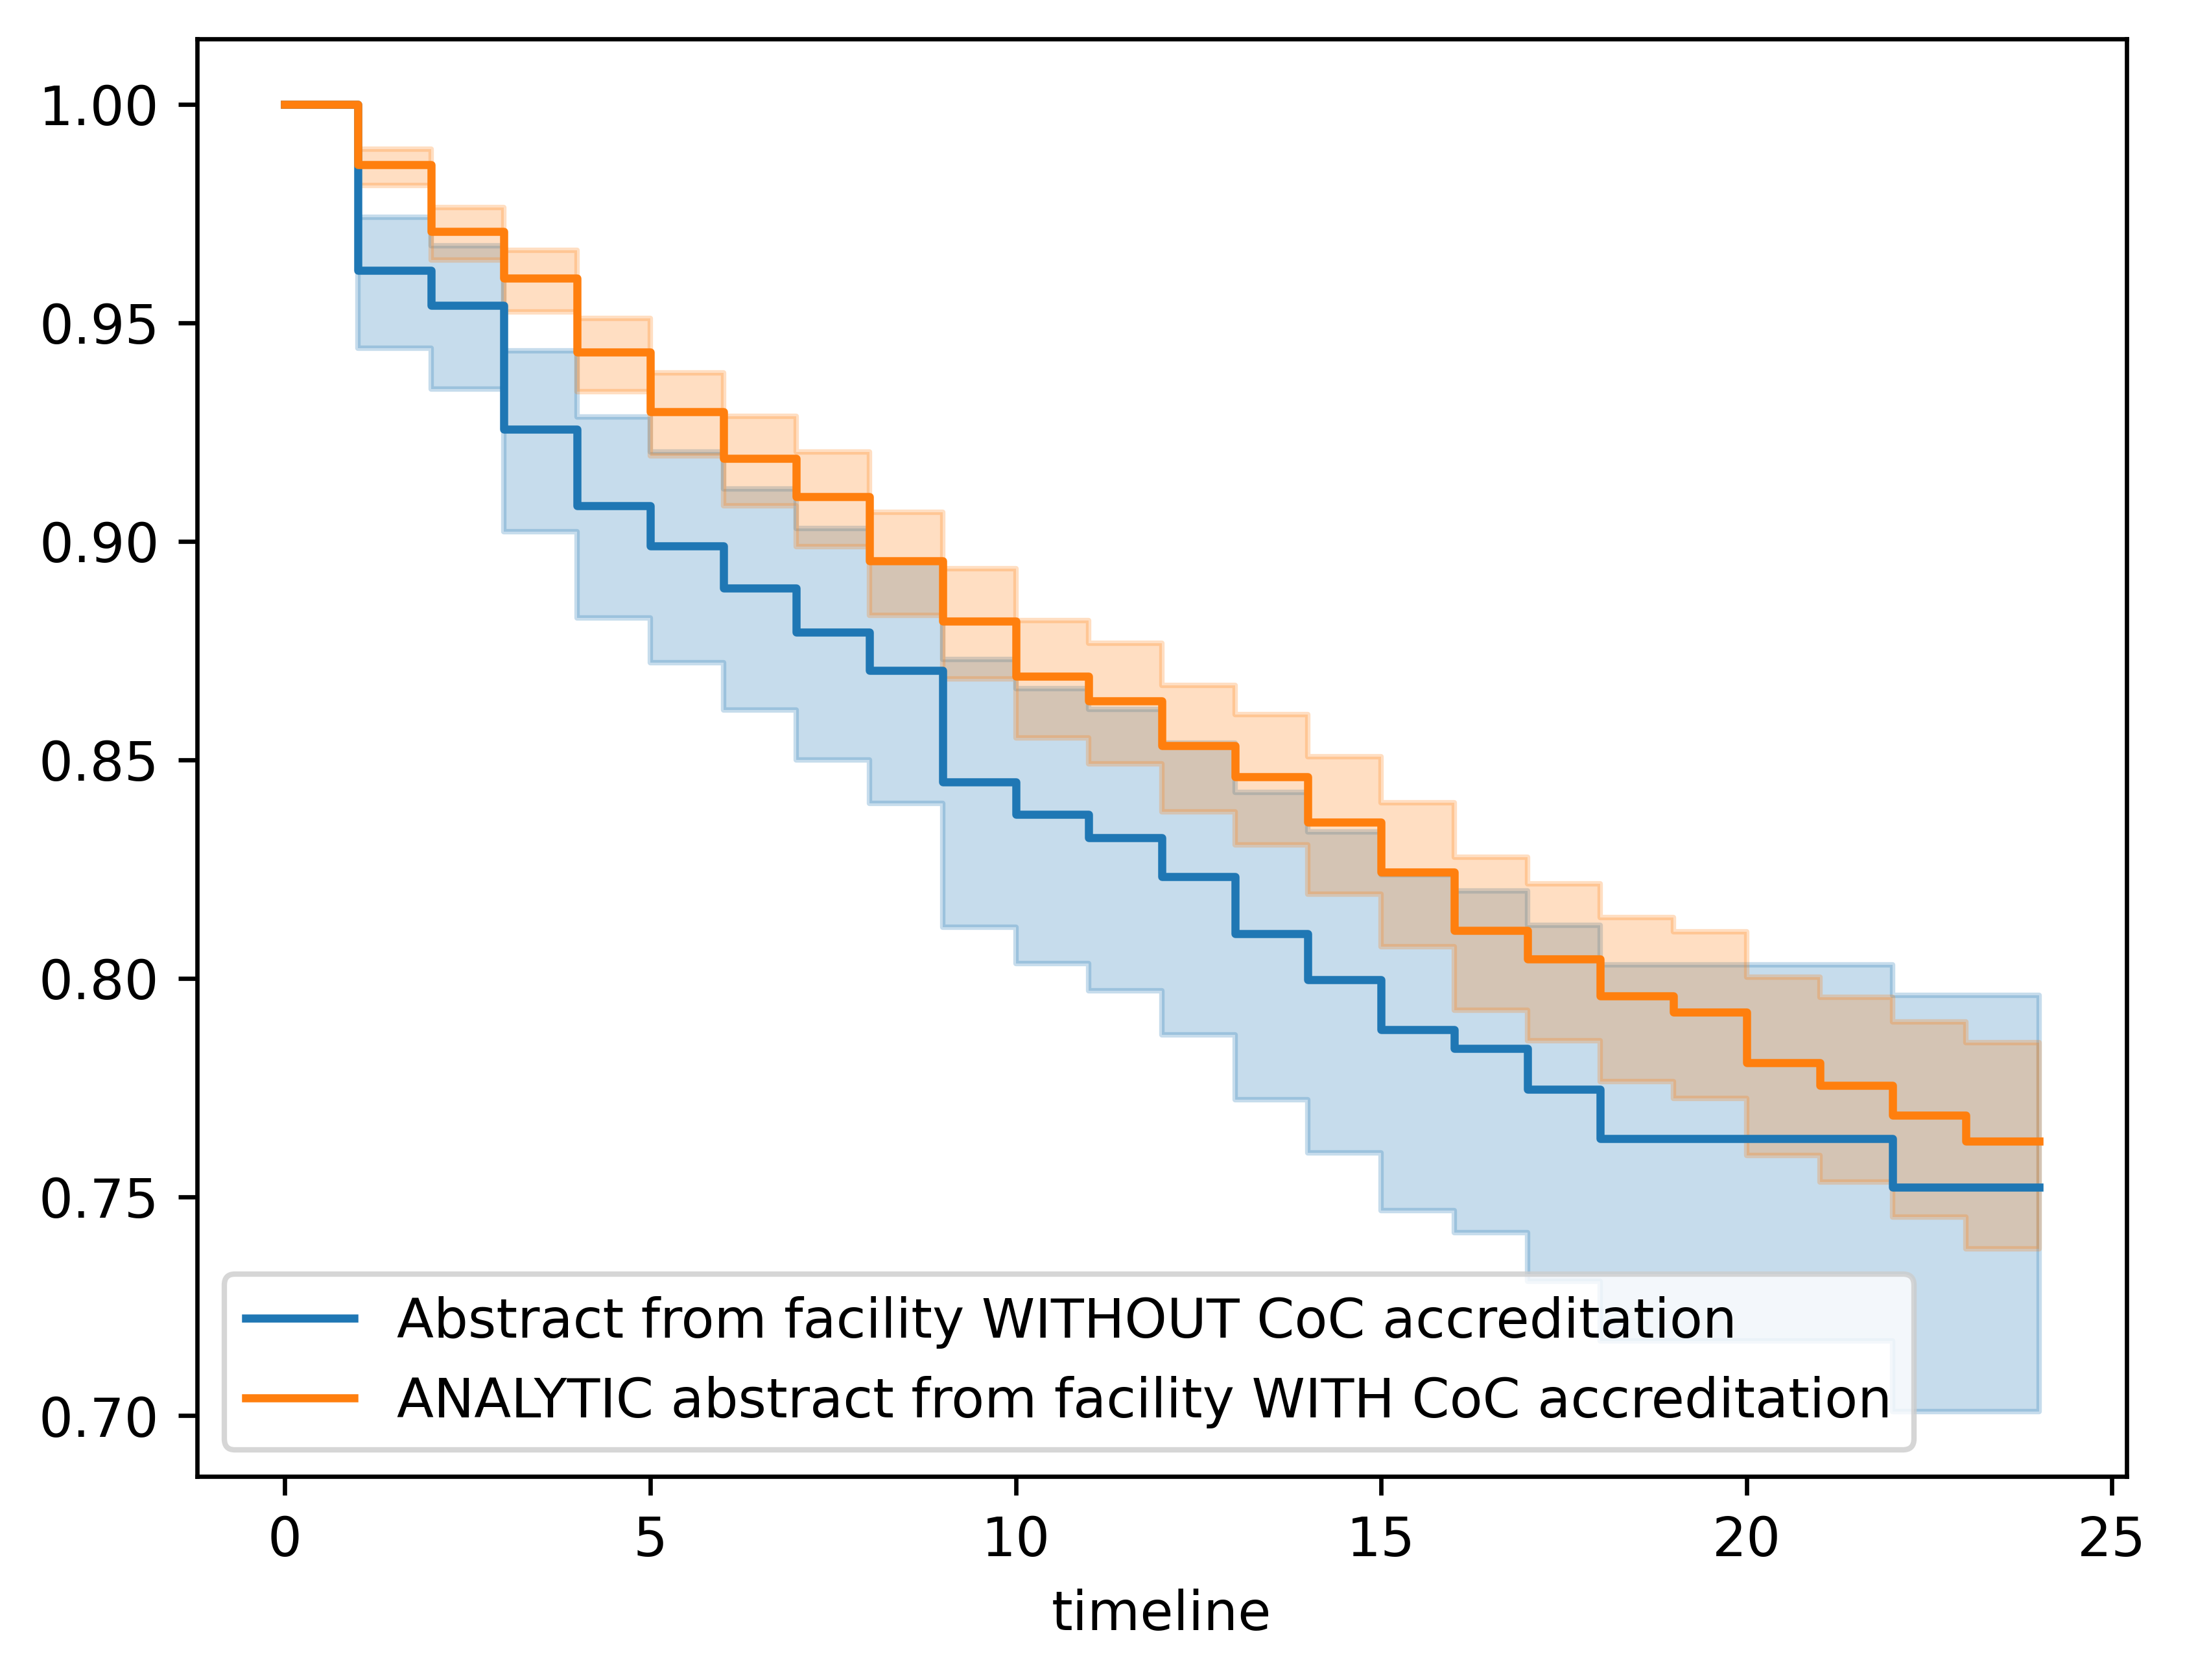 1.00
0.95
0.90
0.85
0.80
0.75
0.70
Abstract from facility WITHOUT CoC accreditation
ANALYTIC abstract from facility WITH CoC accreditation
0 5 10 15 20 25
timeline